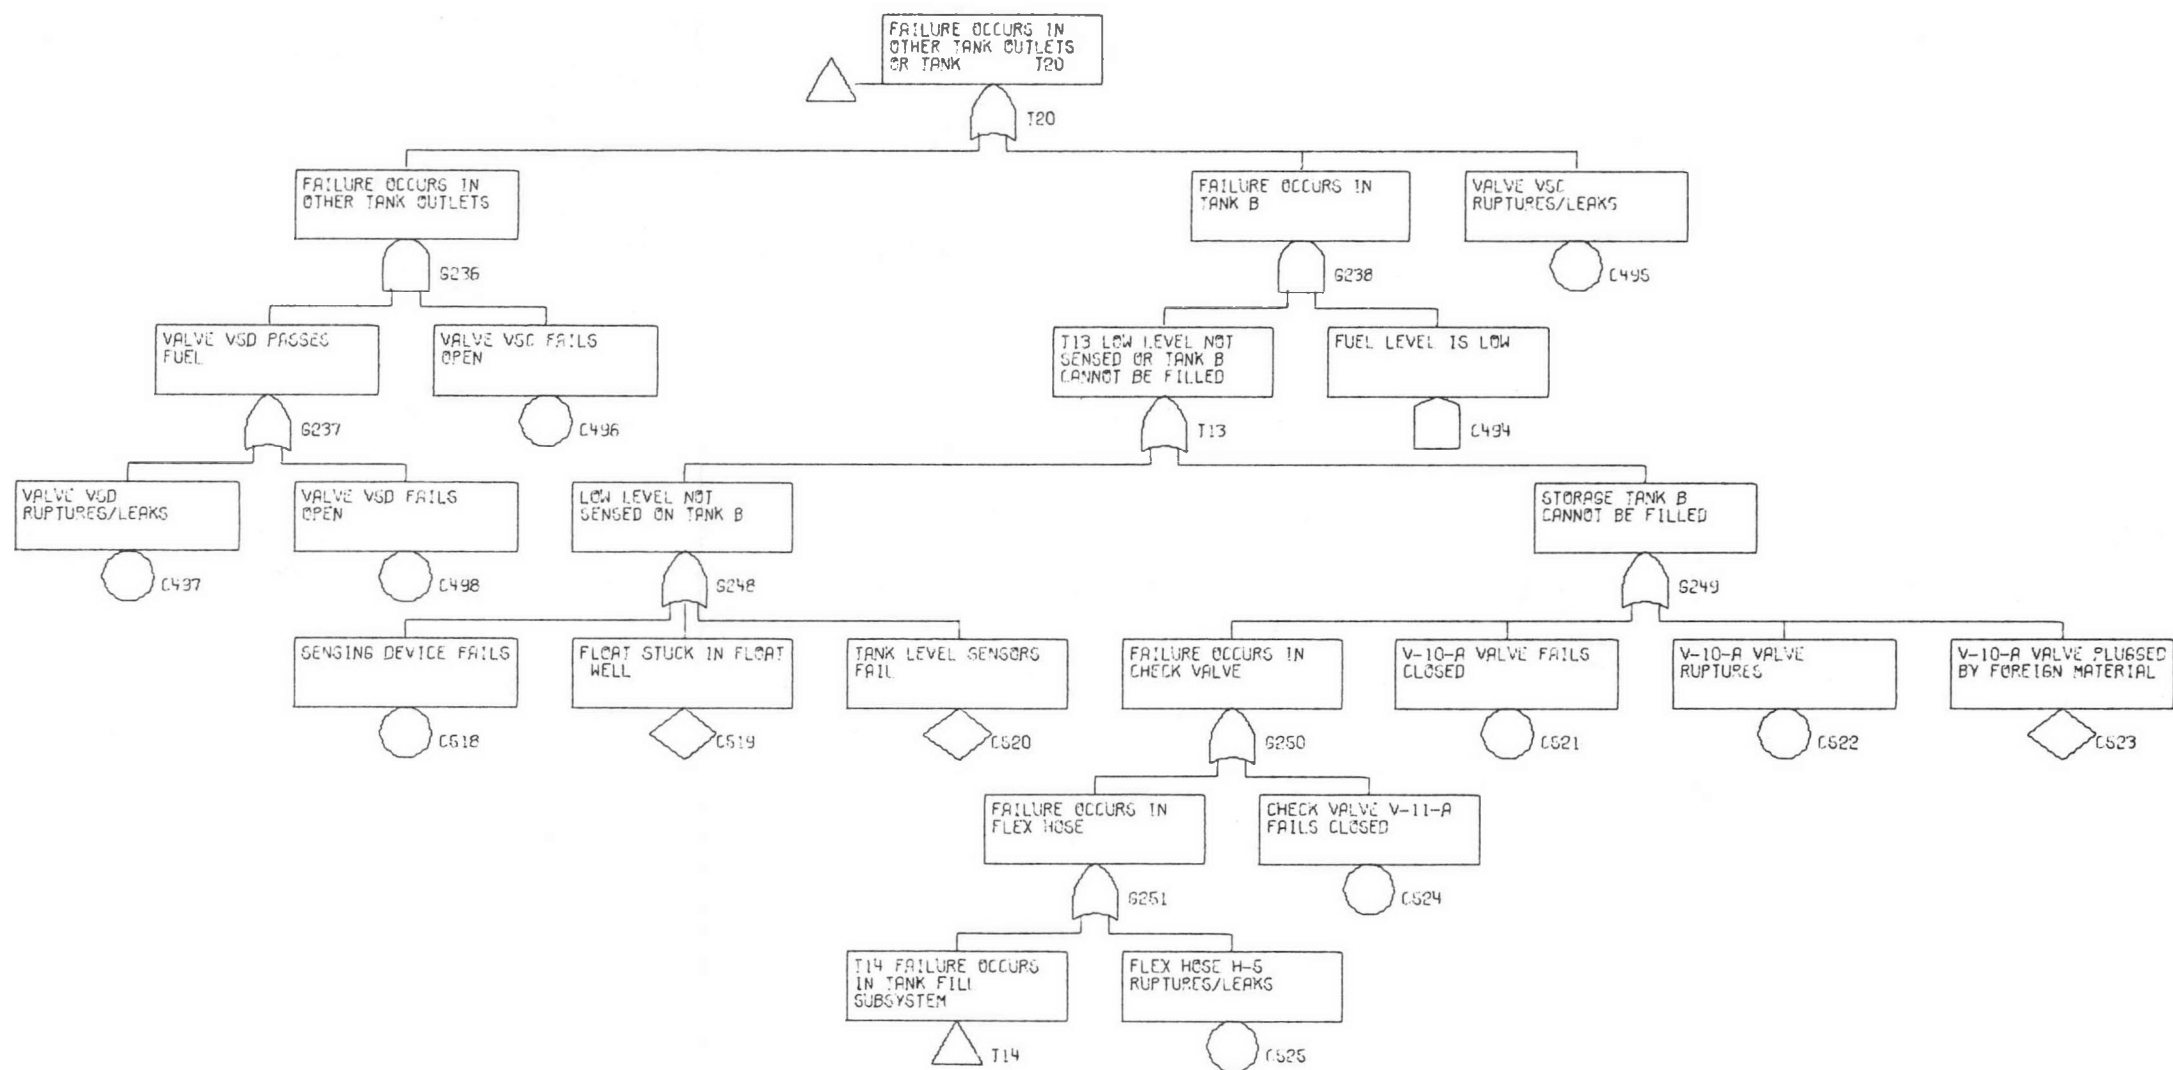 FAILURE OCCURS IN
OTHER TANK OUTLETS
OR TANK T20
T20
FAILURE OCCURS IN
OTHER TANK OUTLETS
G236
FAILURE OCCURS IN
TANK B
G238
VALVE V5C
RUPTURES/LEAKS
C495
VALVE V5D PASSES
FUEL
G237
VALVE V5C FAILS
OPEN
C496
T13 LOW LEVEL NOT
SENSED OR TANK B
CANNOT BE FILLED
T13
FUEL LEVEL IS LOW
C494
VALVE V5D
RUPTURES/LEAKS
C497
VALVE V5D FAILS
OPEN
C498
LOW LEVEL NOT
SENSED ON TANK B
G248
STORAGE TANK B
CANNOT BE FILLED
G249
SENSING DEVICE FAILS
C518
FLOAT STUCK IN FLOAT
WELL
C519
TANK LEVEL SENSORS
FAIL
C520
FAILURE OCCURS IN
CHECK VALVE
G250
V-10-A VALVE FAILS
CLOSED
C521
V-10-A VALVE
RUPTURES
C522
V-10-A VALVE PLUGGED
BY FOREIGN MATERIAL
C523
FAILURE OCCURS IN
FLEX HOSE
G251
CHECK VALVE V-11-A
FAILS CLOSED
C524
T14 FAILURE OCCURS
IN TANK FILL
SUBSYSTEM
T14
FLEX HOSE H-5
RUPTURES/LEAKS
C525